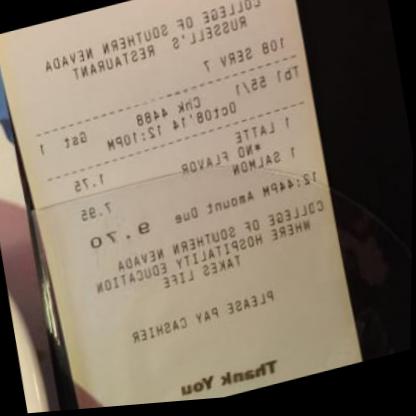 COLLEGE OF SOUTHERN NEVADA
RUSSELL'S RESTAURANT
108 SERV 7
Tbl 55/1 Chk 4488 Gst 1
Oct08'14 12:10PM
1 LATTE 1.75
*NO FLAVOR
1 SALMON 7.95
12:44PM Amount Due 9.70
COLLEGE OF SOUTHERN NEVADA
WHERE HOSPITALITY EDUCATION
TAKES LIFE
PLEASE PAY CASHIER
Thank You